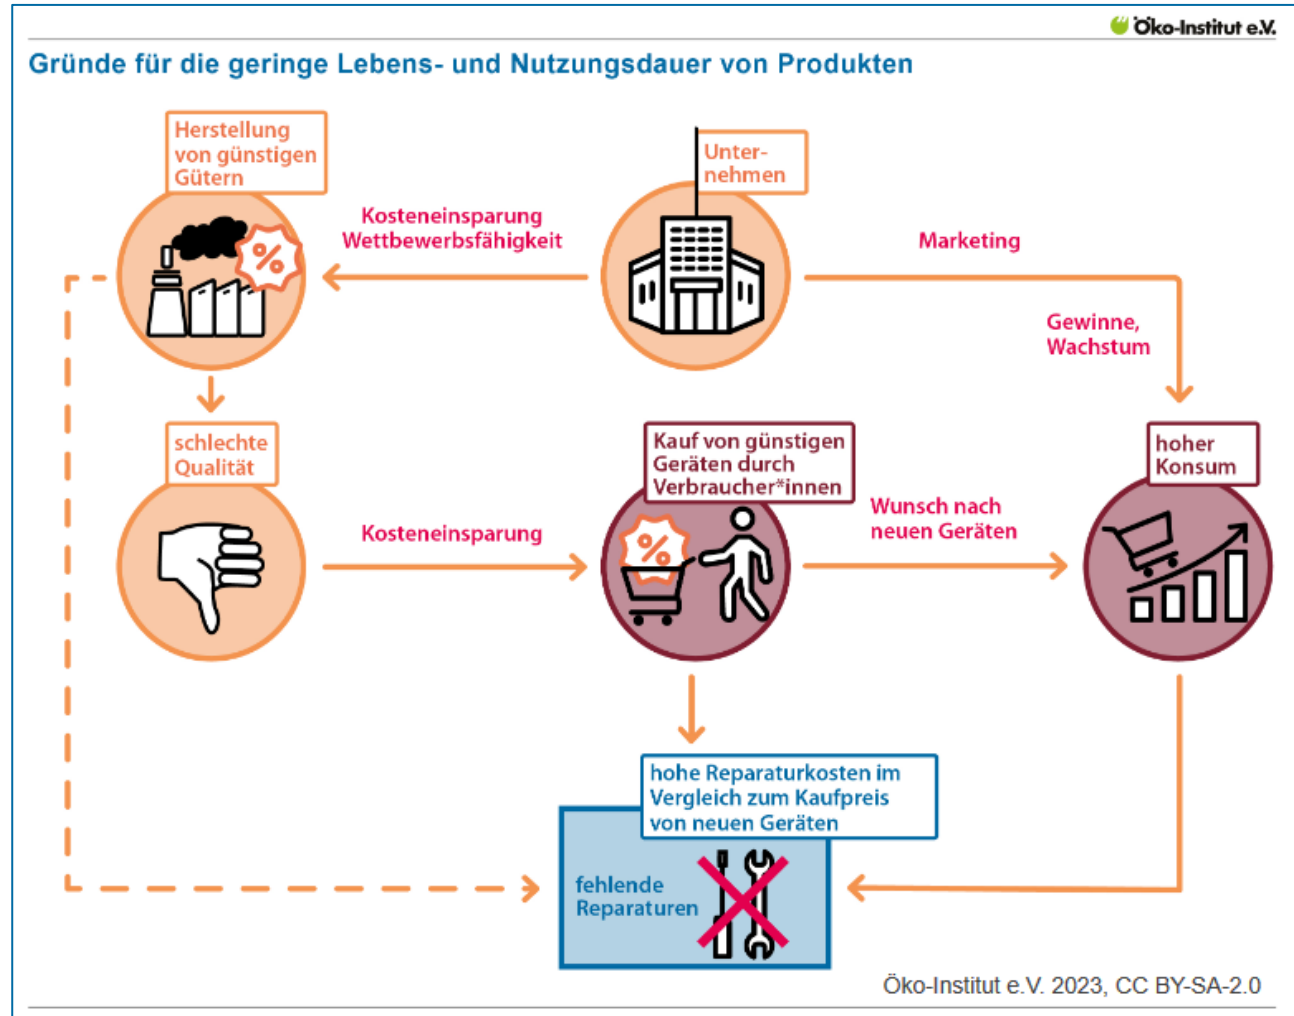 Öko-Institut e.V.
Gründe für die geringe Lebens- und Nutzungsdauer von Produkten
Herstellung
von günstigen
Gütern
Kosteneinsparung
Wettbewerbsfähigkeit
Unter-
nehmen
Marketing
Gewinne,
Wachstum
schlechte
Qualität
Kosteneinsparung
Kauf von günstigen
Geräten durch
Verbraucher*innen
Wunsch nach
neuen Geräten
hoher
Konsum
%
%
hohe Reparaturkosten im
Vergleich zum Kaufpreis
von neuen Geräten
fehlende
Reparaturen
Öko-Institut e.V. 2023, CC BY-SA-2.0